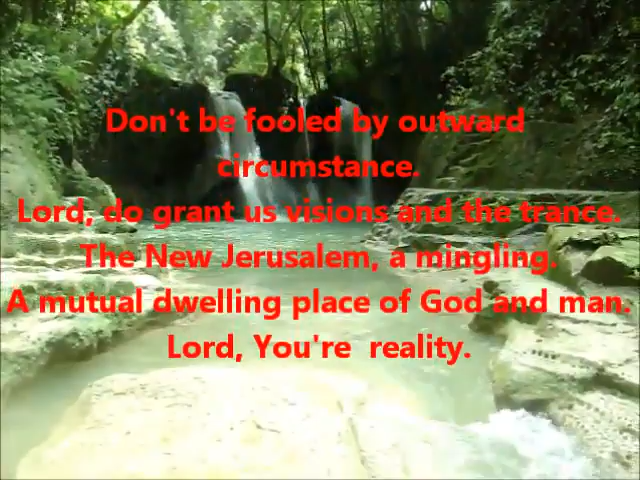 Don't be fooled by outward
circumstance.
Lord, do grant us visions and the trance.
The New Jerusalem, a mingling.
A mutual dwelling place of God and man.
Lord, You're  reality.